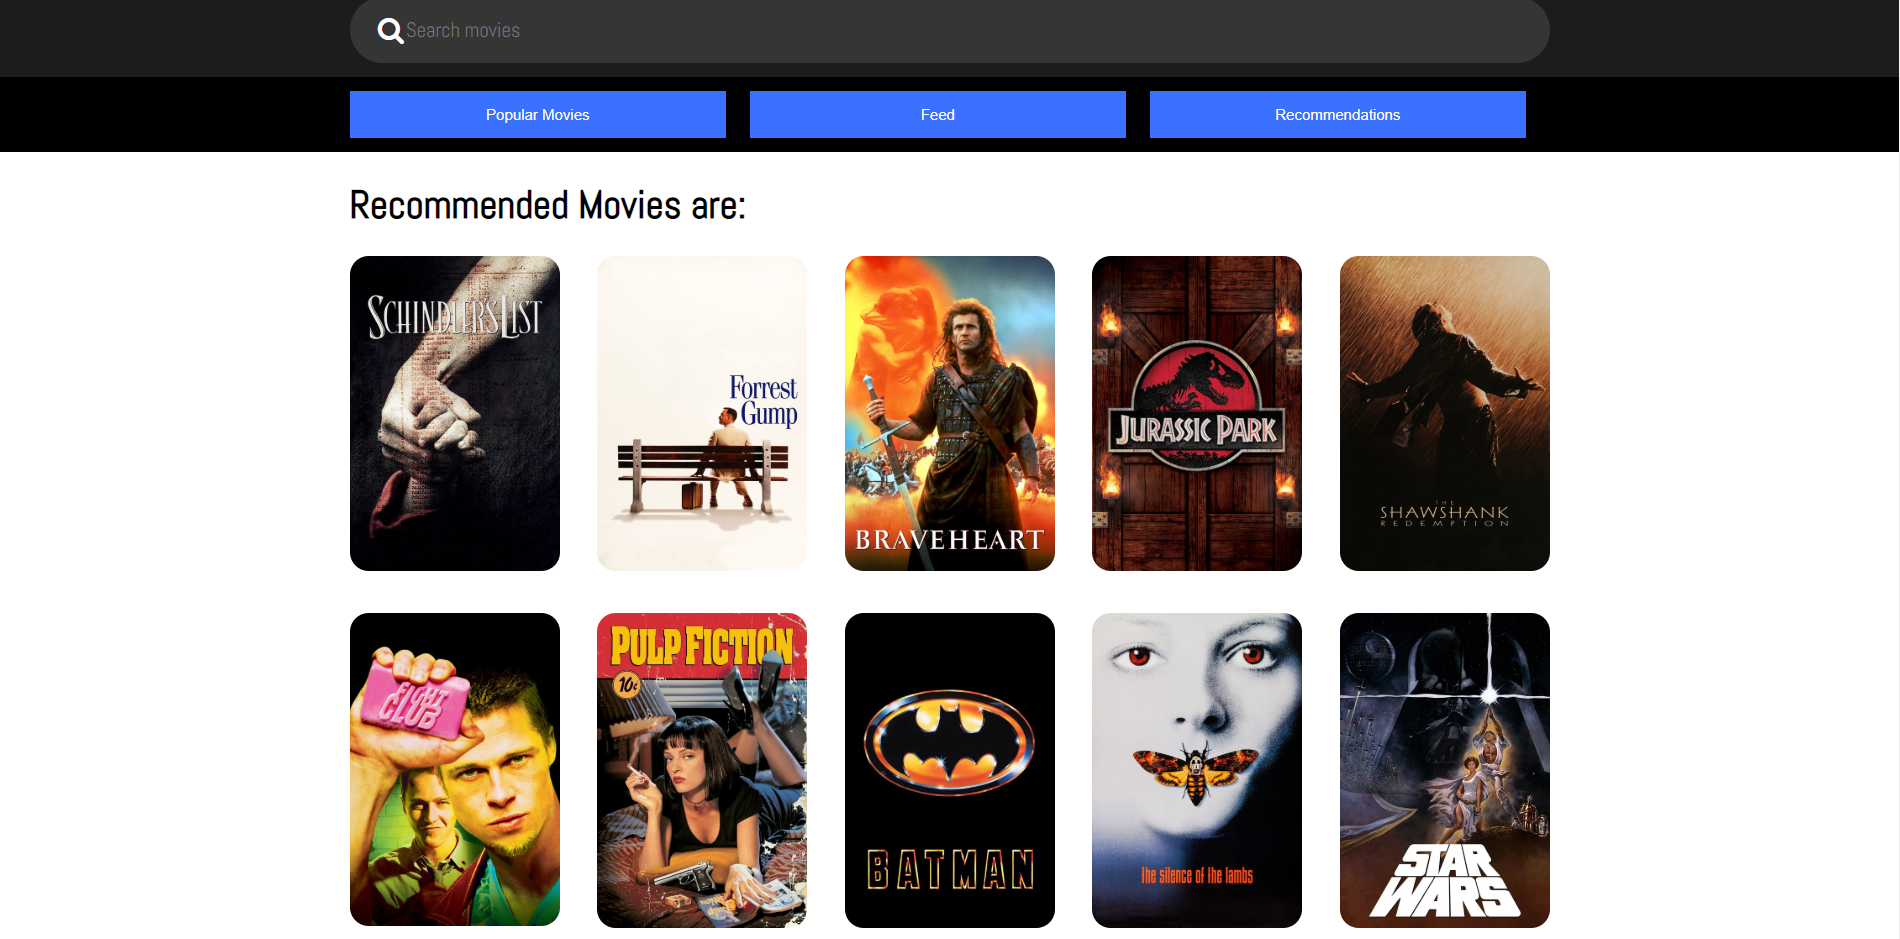 Search movies
Popular Movies
Feed
Recommendations
Recommended Movies are:
SCHINDLER'S LIST
Forrest
Gump
BRAVEHEART
JURASSIC PARK
THE
SHAWSHANK
REDEMPTION
FIGHT
CLUB
PULP FICTION
10¢
BATMAN
the silence of the lambs
STAR
WARS